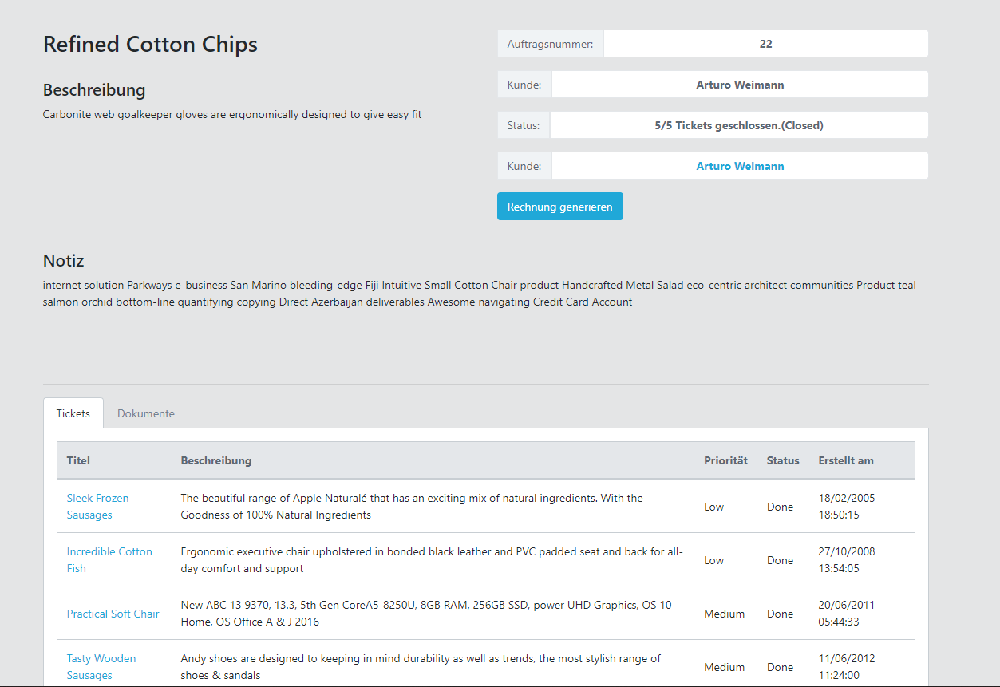 Refined Cotton Chips
Beschreibung
Carbonite web goalkeeper gloves are ergonomically designed to give easy fit
Auftragsnummer: 22
Kunde: Arturo Weimann
Status: 5/5 Tickets geschlossen.(Closed)
Kunde: Arturo Weimann
Rechnung generieren
Notiz
internet solution Parkways e-business San Marino bleeding-edge Fiji Intuitive Small Cotton Chair product Handcrafted Metal Salad eco-centric architect communities Product teal
salmon orchid bottom-line quantifying copying Direct Azerbaijan deliverables Awesome navigating Credit Card Account
Tickets Dokumente
Titel Beschreibung Priorität Status Erstellt am
Sleek Frozen
Sausages
The beautiful range of Apple Naturalé that has an exciting mix of natural ingredients. With the
Goodness of 100% Natural Ingredients
Low
Done
18/02/2005
18:50:15
Incredible Cotton
Fish
Ergonomic executive chair upholstered in bonded black leather and PVC padded seat and back for all-
day comfort and support
Low
Done
27/10/2008
13:54:05
Practical Soft Chair
New ABC 13 9370, 13.3, 5th Gen CoreA5-8250U, 8GB RAM, 256GB SSD, power UHD Graphics, OS 10
Home, OS Office A & J 2016
Medium
Done
20/06/2011
05:44:33
Tasty Wooden
Sausages
Andy shoes are designed to keeping in mind durability as well as trends, the most stylish range of
shoes & sandals
Medium
Done
11/06/2012
11:24:00